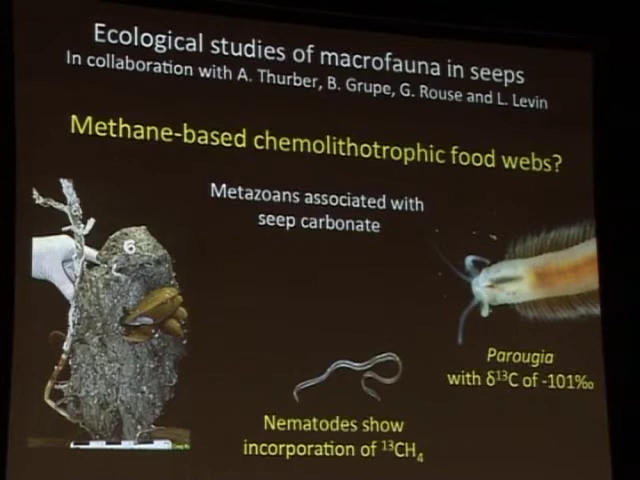 Ecological studies of macrofauna in seeps
In collaboration with A. Thurber, B. Grupe, G. Rouse and L. Levin
Methane-based chemolithotrophic food webs?
Metazoans associated with
seep carbonate
6
Parougia
with δ¹³C of -101‰
Nematodes show
incorporation of ¹³CH₄